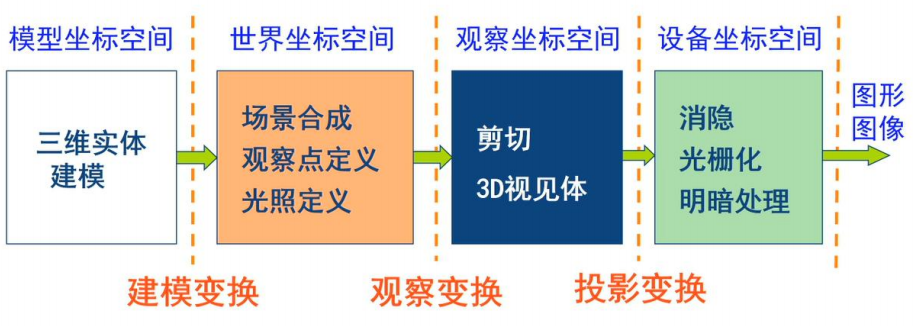 模型坐标空间
世界坐标空间
观察坐标空间
设备坐标空间
三维实体
建模
场景合成
观察点定义
光照定义
剪切
3D视见体
消隐
光栅化
明暗处理
图形
图像
建模变换
观察变换
投影变换